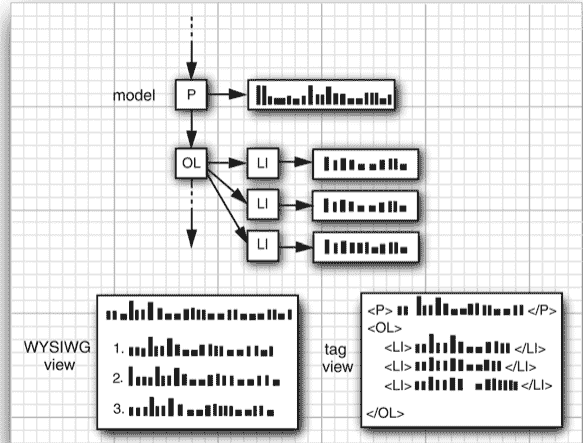 model
P
OL
LI
LI
LI
WYSIWG
view
1.
2.
3.
tag
view
<P> </P>
<OL>
<LI> </LI>
<LI> </LI>
<LI> </LI>
</OL>